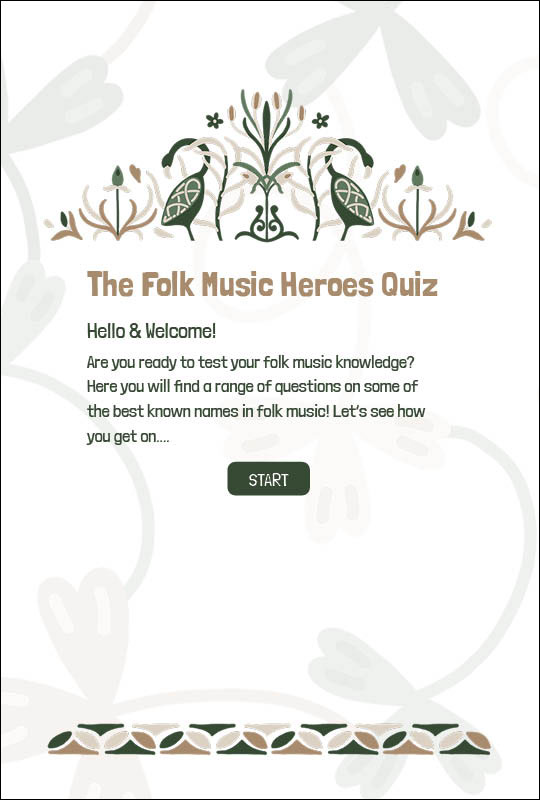 The Folk Music Heroes Quiz
Hello & Welcome!
Are you ready to test your folk music knowledge?
Here you will find a range of questions on some of
the best known names in folk music! Let's see how
you get on....
START